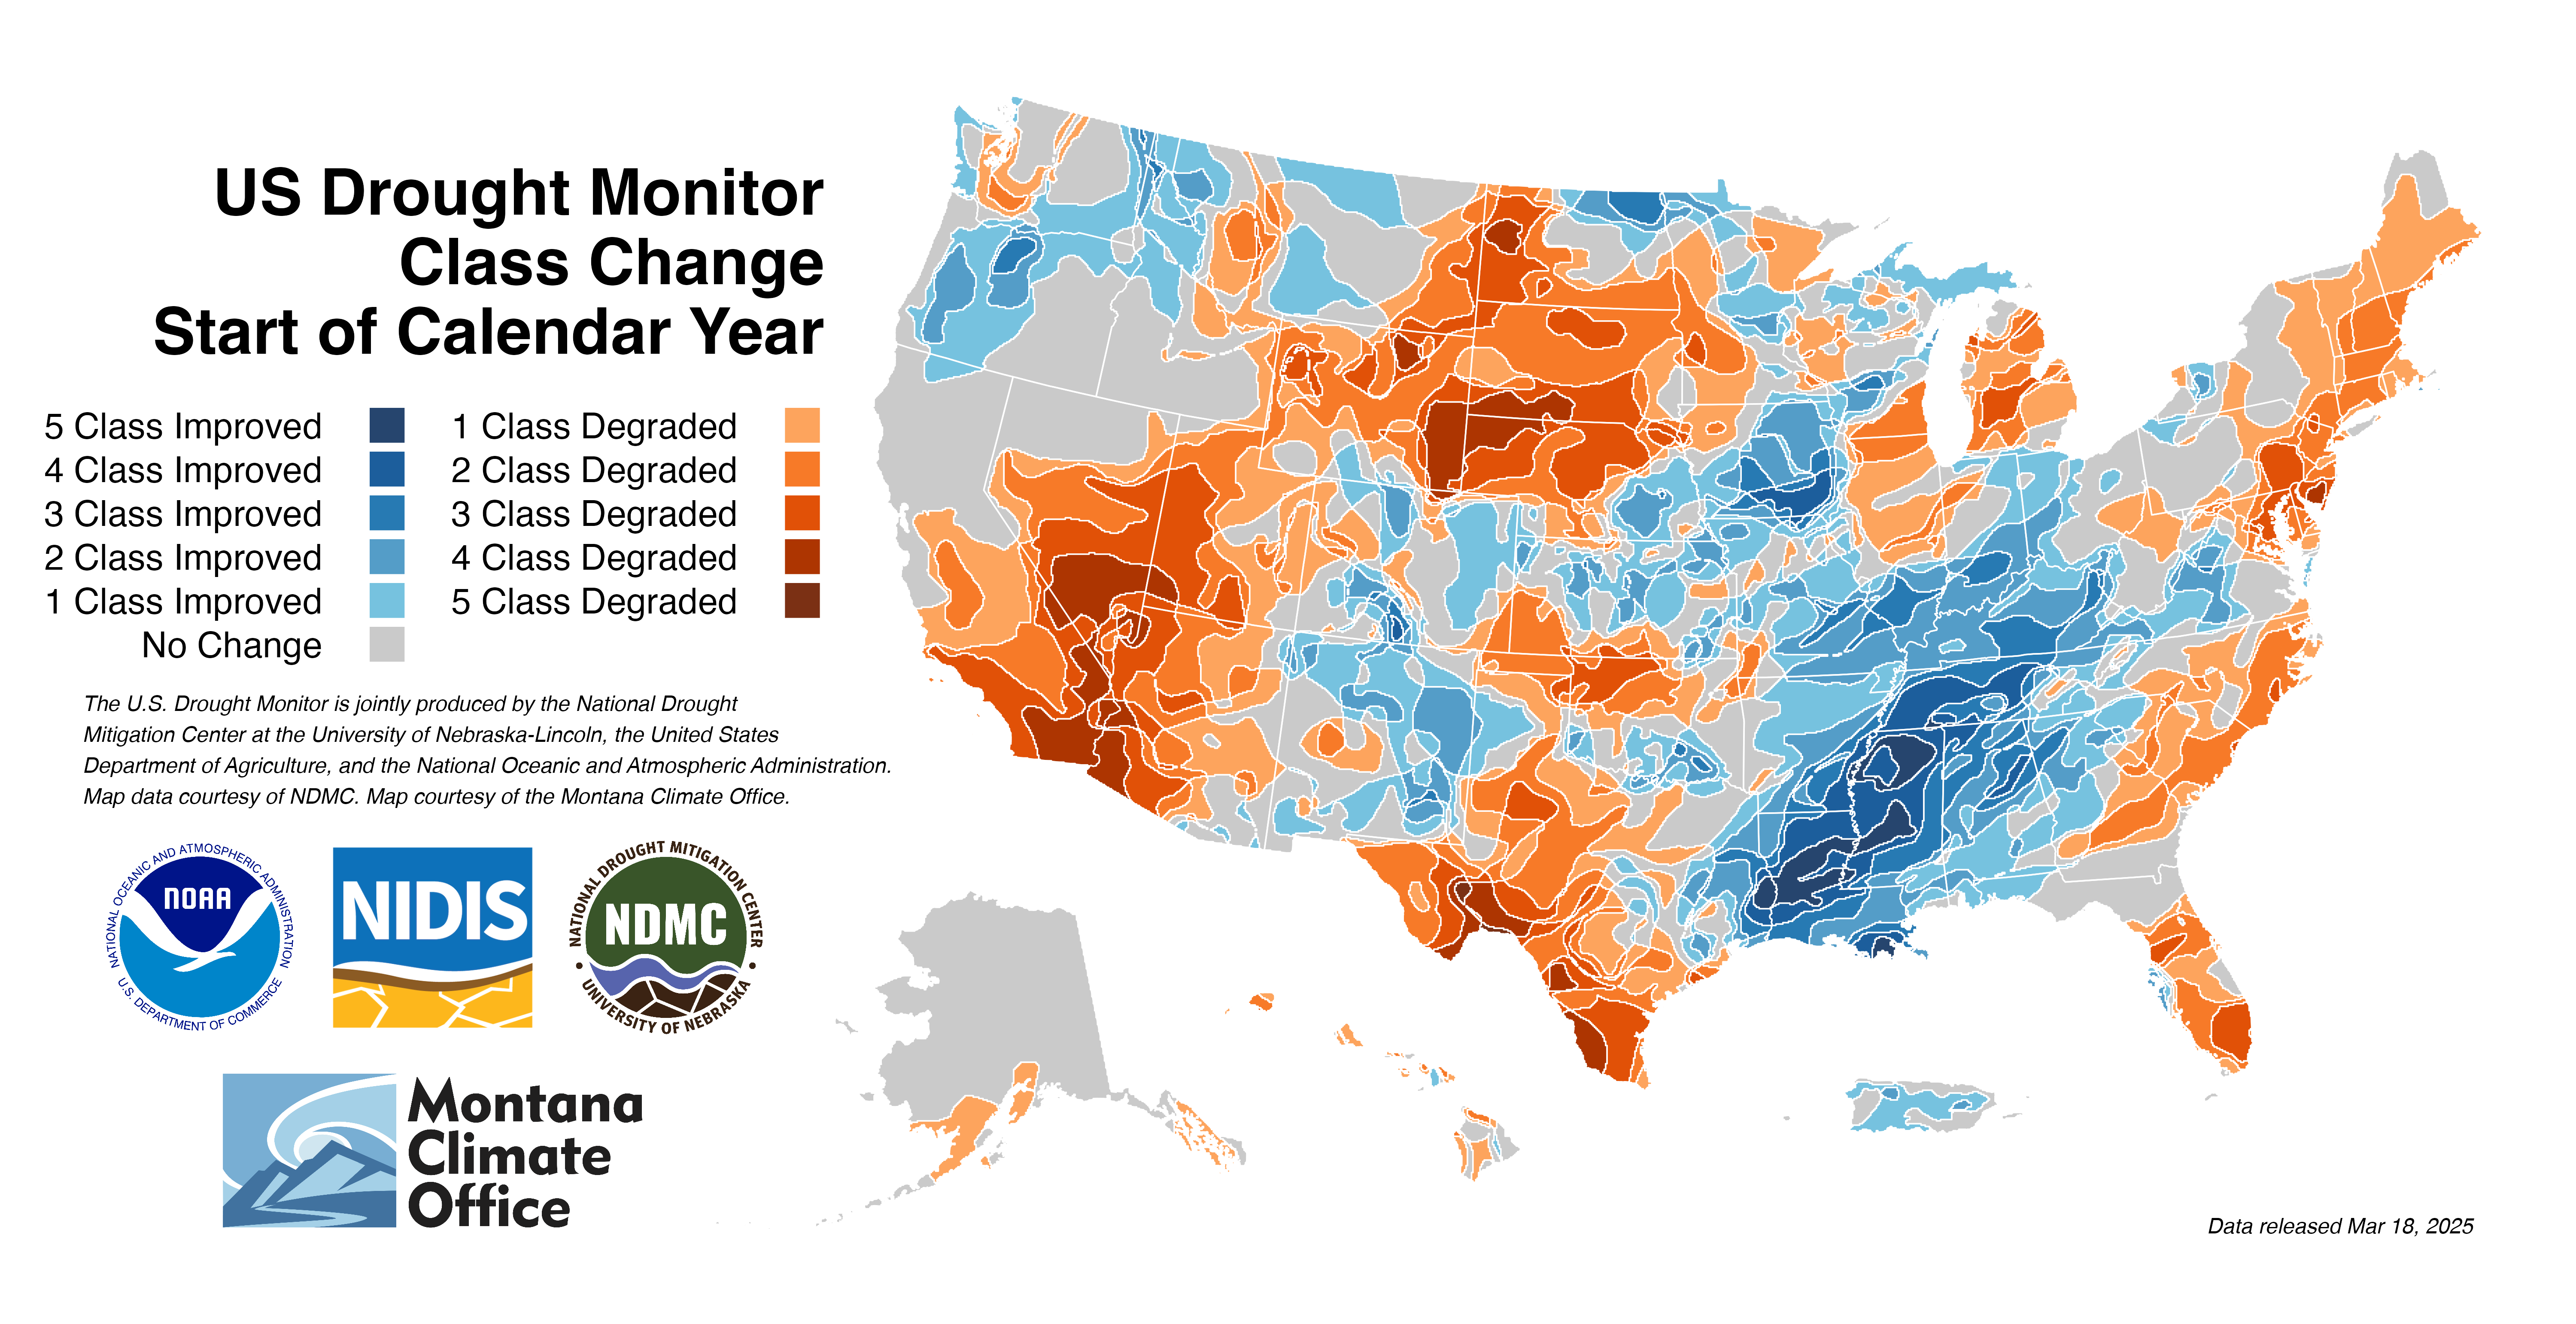 US Drought Monitor
Class Change
Start of Calendar Year
5 Class Improved
4 Class Improved
3 Class Improved
2 Class Improved
1 Class Improved
No Change
1 Class Degraded
2 Class Degraded
3 Class Degraded
4 Class Degraded
5 Class Degraded
The U.S. Drought Monitor is jointly produced by the National Drought
Mitigation Center at the University of Nebraska-Lincoln, the United States
Department of Agriculture, and the National Oceanic and Atmospheric Administration.
Map data courtesy of NDMC. Map courtesy of the Montana Climate Office.
NATIONAL OCEANIC AND ATMOSPHERIC ADMINISTRATION
NOAA
U.S. DEPARTMENT OF COMMERCE
NIDIS
NATIONAL DROUGHT MITIGATION CENTER
NDMC
UNIVERSITY OF NEBRASKA
Montana
Climate
Office
Data released Mar 18, 2025